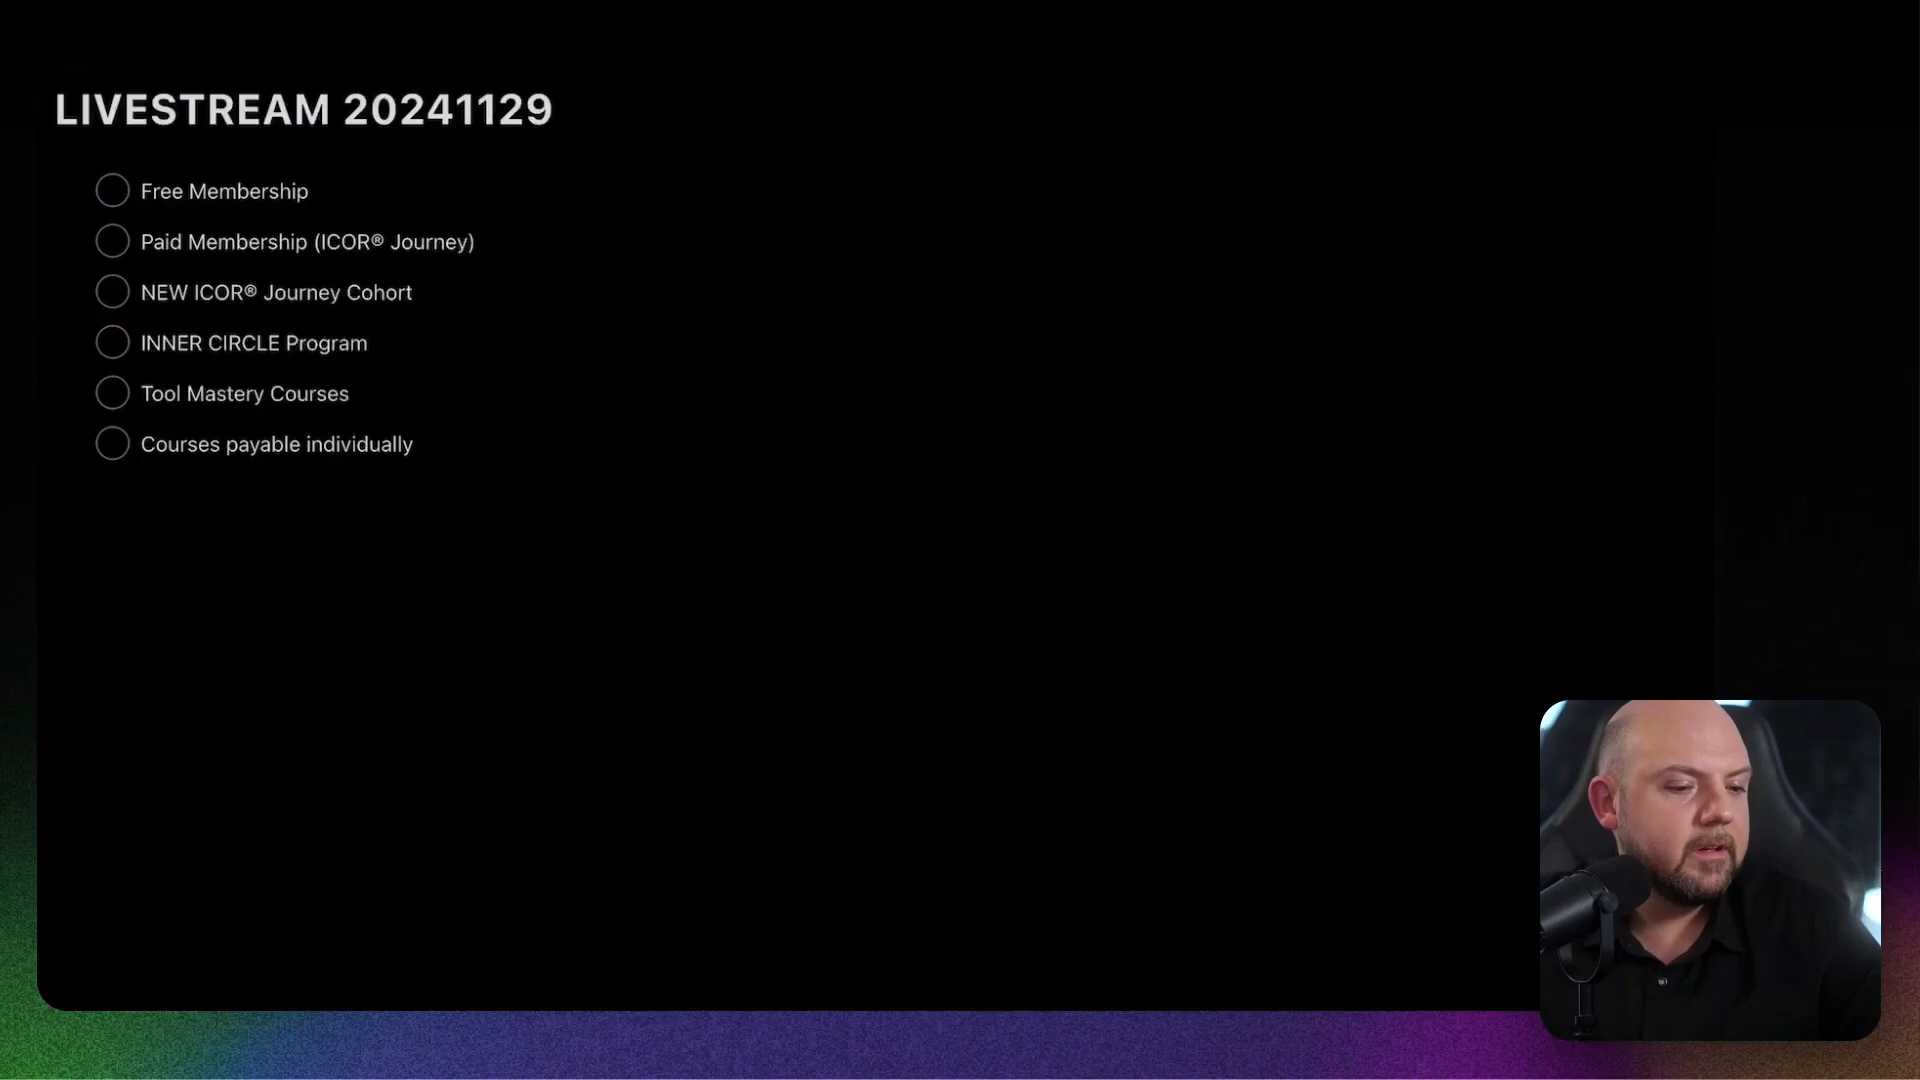 LIVESTREAM 20241129
Free Membership
Paid Membership (ICOR® Journey)
NEW ICOR® Journey Cohort
INNER CIRCLE Program
Tool Mastery Courses
Courses payable individually